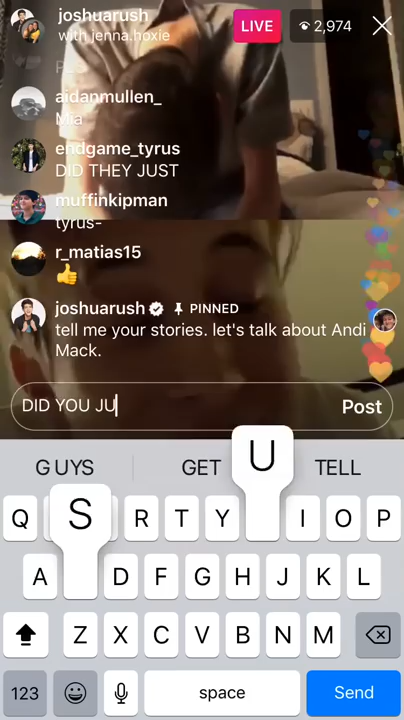 joshuarush
LIVE
2,974
with jenna.hoxie
aidanmullen_
Mia
endgame_tyrus
DID THEY JUST
muffinkipman
tyrus-
r_matias15
👍
joshuarush PINNED
tell me your stories. let's talk about Andi
Mack.
DID YOU JU
Post
GUYS GET TELL
U
S
Q R T Y I O P
A D F G H J K L
Z X C V B N M
123 space Send